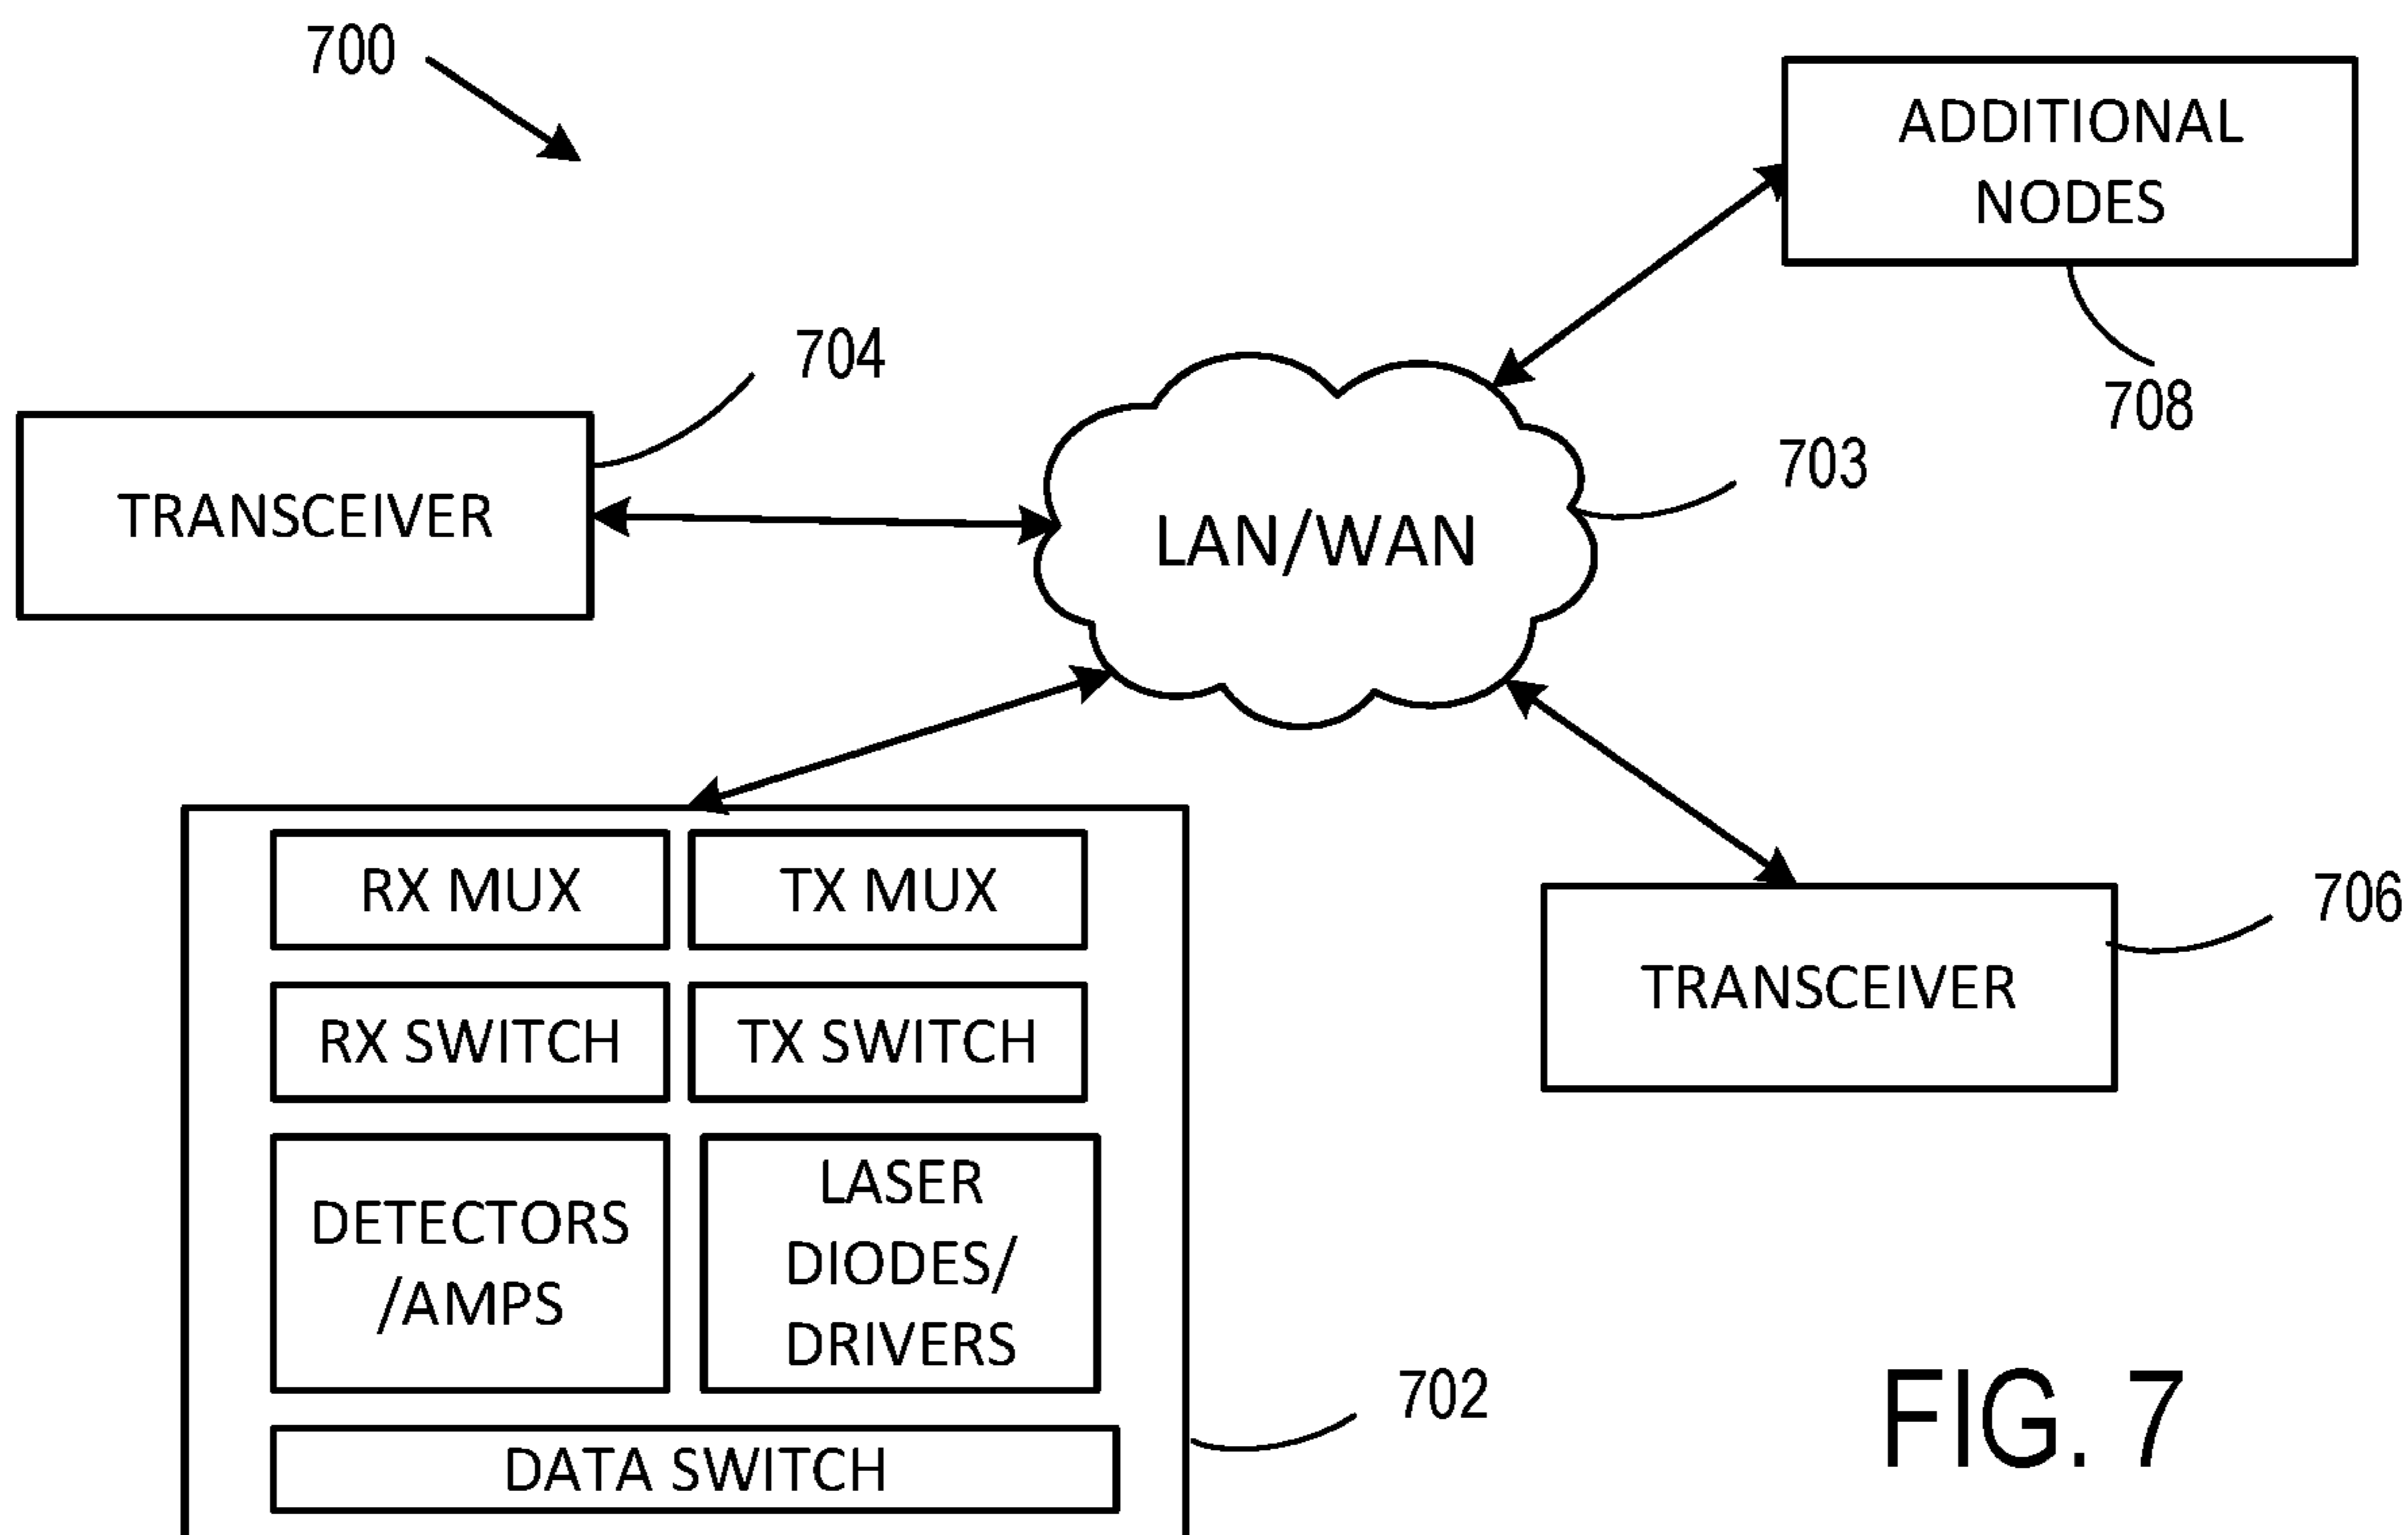 700
ADDITIONAL
NODES
708
704
703
TRANSCEIVER
LAN/WAN
RX MUX
TX MUX
706
TRANSCEIVER
RX SWITCH
TX SWITCH
DETECTORS
/AMPS
LASER
DIODES/
DRIVERS
702
DATA SWITCH
FIG. 7